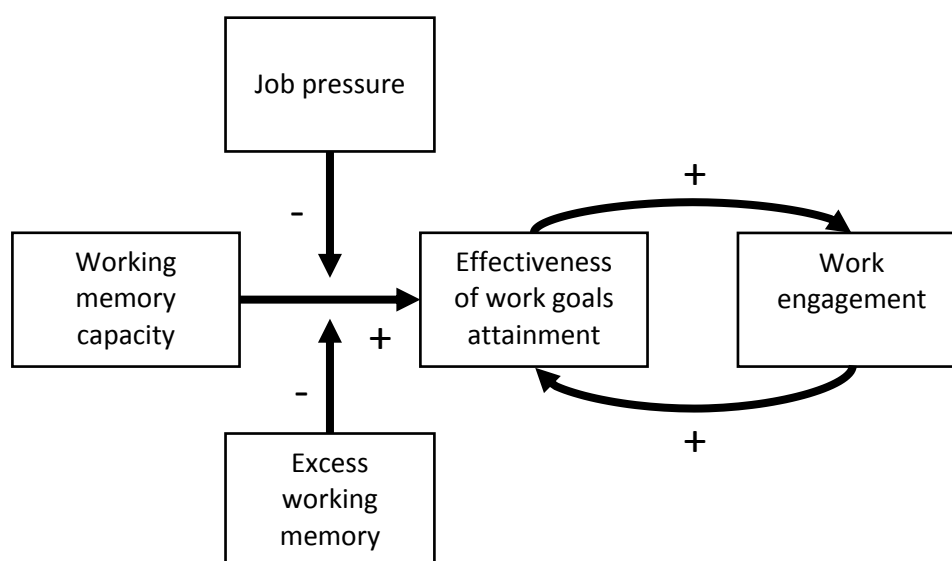 Job pressure
+
-
Working
memory
capacity
Effectiveness
of work goals
attainment
Work
engagement
+
-
+
Excess
working
memory